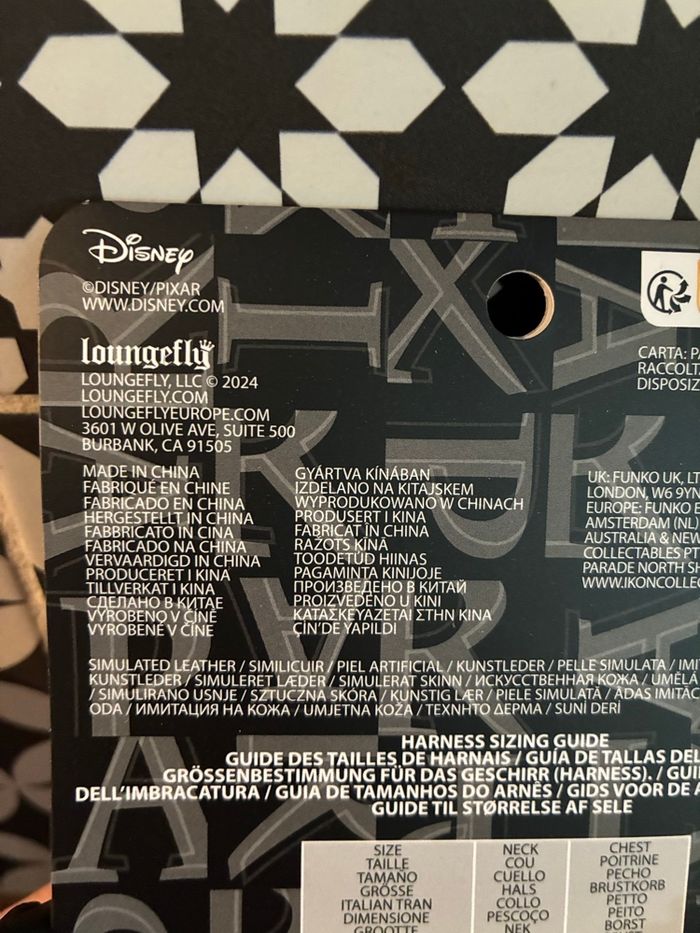 Disney
©DISNEY/PIXAR
WWW.DISNEY.COM
loungefly
LOUNGEFLY, LLC © 2024
LOUNGEFLY.COM
LOUNGEFLYEUROPE.COM
3601 W OLIVE AVE, SUITE 500
BURBANK, CA 91505
MADE IN CHINA
FABRIQUÉ EN CHINE
FABRICADO EN CHINA
HERGESTELLT IN CHINA
FABBRICATO IN CINA
FABRICADO NA CHINA
VERVAARDIGD IN CHINA
PRODUCERET I KINA
TILLVERKAT I KINA
СДЕЛАНО В КИТАЕ
VYROBENO V ČÍNĚ
VYROBENÉ V ČÍNE
GYÁRTVA KÍNÁBAN
IZDELANO NA KITAJSKEM
WYPRODUKOWANO W CHINACH
PRODUSERT I KINA
FABRICAT ÎN CHINA
RAŽOTS ĶĪNĀ
TOODETUD HIINAS
PAGAMINTA KINIJOJE
ПРОИЗВЕДЕНО В КИТАЙ
PROIZVEDENO U KINI
ΚΑΤΑΣΚΕΥΑΖΕΤΑΙ ΣΤΗΝ ΚΙΝΑ
ÇİN'DE YAPILDI
CARTA:
RACCOLT
DISPOSIZ
UK: FUNKO UK, LT
LONDON, W6 9YN
EUROPE: FUNKO E
AMSTERDAM (NL)
AUSTRALIA & NEW
COLLECTABLES PT
PARADE NORTH SH
WWW.IKONCOLLEC
SIMULATED LEATHER / SIMILICUIR / PIEL ARTIFICIAL / KUNSTLEDER / PELLE SIMULATA / IMI
KUNSTLEDER / SIMULERET LÆDER / SIMULERAT SKINN / ИСКУССТВЕННАЯ КОЖА / UMĚLÁ
/ SIMULIRANO USNJE / SZTUCZNA SKÓRA / KUNSTIG LÆR / PIELE SIMULATĂ / ĀDAS IMITĀC
ODA / ИМИТАЦИЯ НА КОЖА / UMJETNA KOŽA / ΤΕΧΝΗΤΟ ΔΕΡΜΑ / SUNİ DERİ
HARNESS SIZING GUIDE
GUIDE DES TAILLES DE HARNAIS / GUÍA DE TALLAS DEL
GRÖSSENBESTIMMUNG FÜR DAS GESCHIRR (HARNESS). / GUI
DELL'IMBRACATURA / GUIA DE TAMANHOS DO ARNÊS / GIDS VOOR DE
GUIDE TIL STØRRELSE AF SELE
SIZE
TAILLE
TAMAÑO
GRÖSSE
ITALIAN TRAN
DIMENSIONE
GROOTTE
NECK
COU
CUELLO
HALS
COLLO
PESCOÇO
NEK
CHEST
POITRINE
PECHO
BRUSTKORB
PETTO
PEITO
BORST